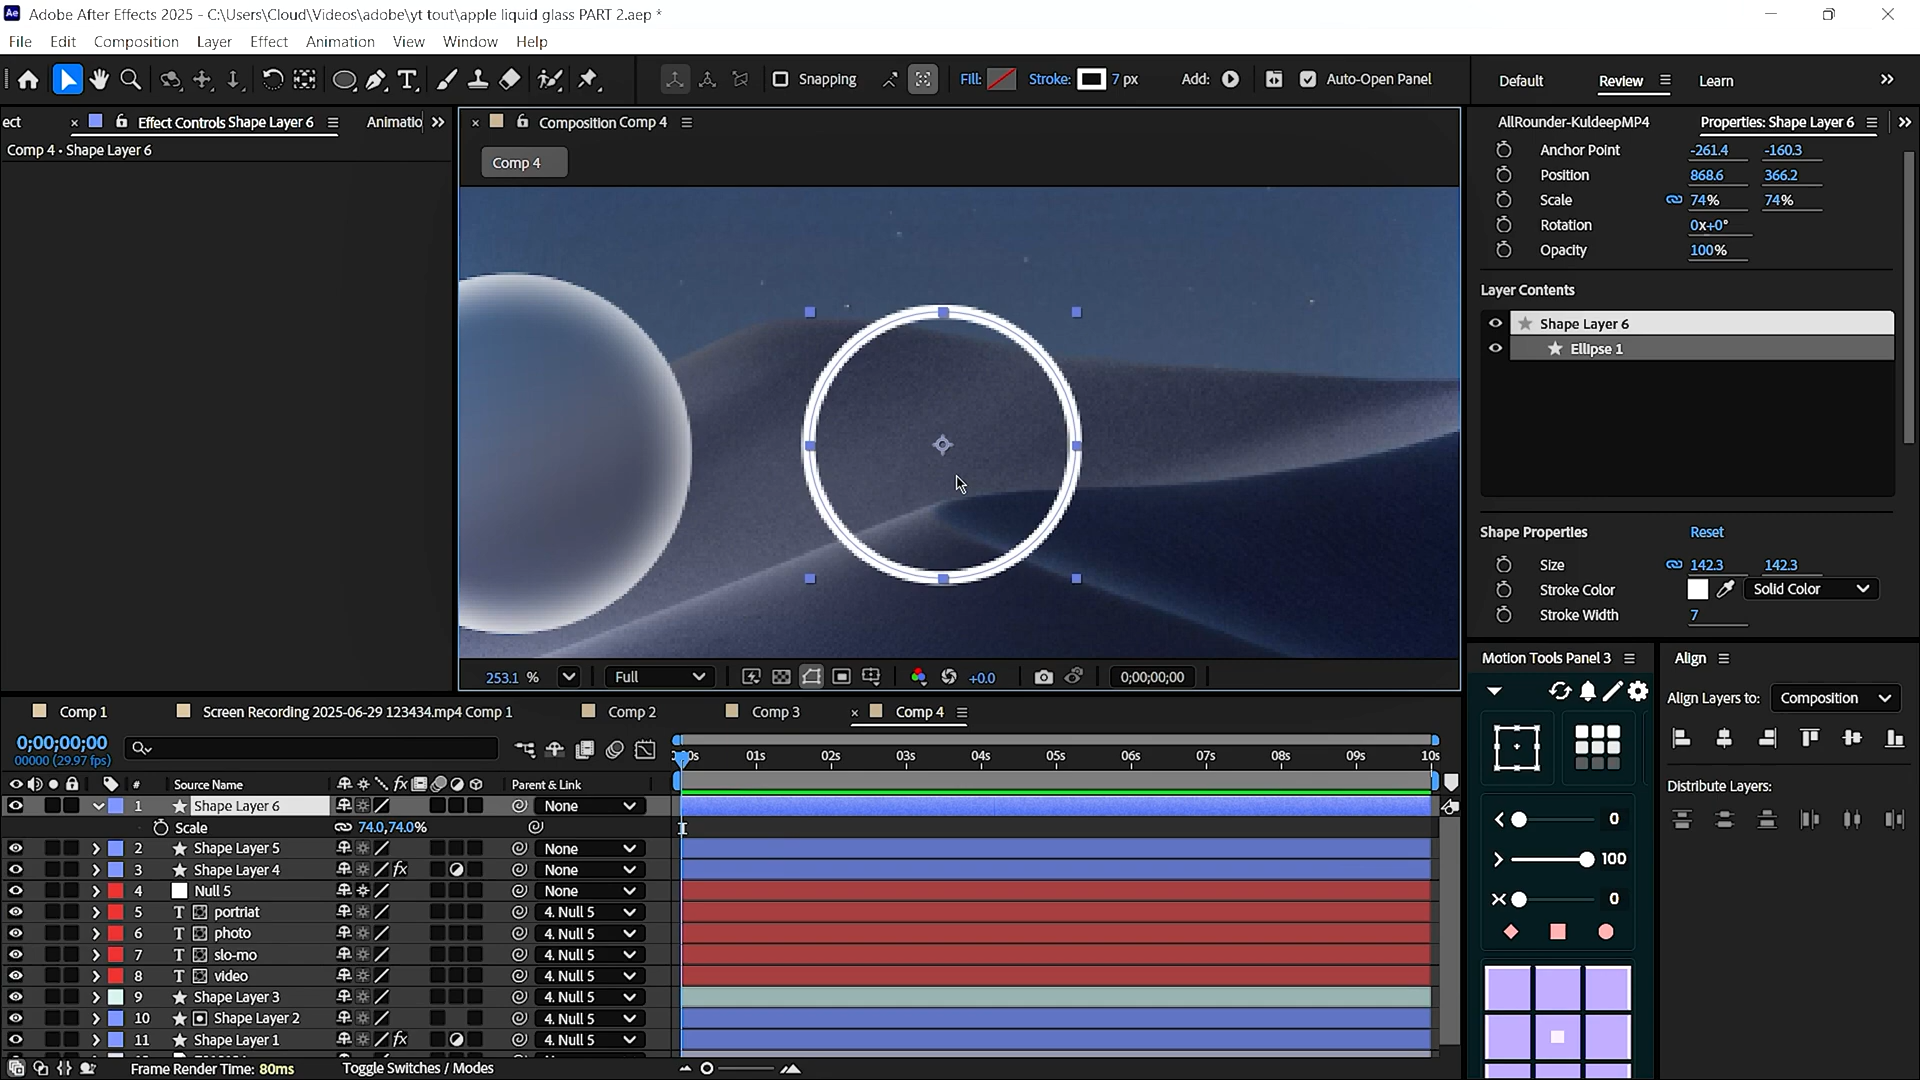 Adobe After Effects 2025 - C:\Users\Cloud\Videos\adobe\yt tout\apple liquid glass PART 2.aep *
File Edit Composition Layer Effect Animation View Window Help
Snapping Fill: Stroke: 7 px Add: Auto-Open Panel Default Review Learn
ect Effect Controls Shape Layer 6 Animatio Composition Comp 4 AllRounder-KuldeepMP4 Properties: Shape Layer 6
Comp 4 • Shape Layer 6
Comp 4
Anchor Point -261.4 -160.3
Position 868.6 366.2
Scale 74% 74%
Rotation 0x+0°
Opacity 100%
Layer Contents
Shape Layer 6
Ellipse 1
Shape Properties Reset
Size 142.3 142.3
Stroke Color Solid Color
Stroke Width 7
253.1 % Full +0.0 0;00;00;00
Motion Tools Panel 3 Align
Align Layers to: Composition
Distribute Layers:
0
100
0
Comp 1 Screen Recording 2025-06-29 123434.mp4 Comp 1 Comp 2 Comp 3 Comp 4
0;00;00;00
00000 (29.97 fps)
01s 02s 03s 04s 05s 06s 07s 08s 09s 10s
# Source Name fx Parent & Link
1 Shape Layer 6 None
Scale 74.0,74.0%
2 Shape Layer 5 None
3 Shape Layer 4 fx None
4 Null 5 None
5 T portriat 4. Null 5
6 T photo 4. Null 5
7 T slo-mo 4. Null 5
8 T video 4. Null 5
9 Shape Layer 3 4. Null 5
10 Shape Layer 2 4. Null 5
11 Shape Layer 1 fx 4. Null 5
Frame Render Time: 80ms Toggle Switches / Modes